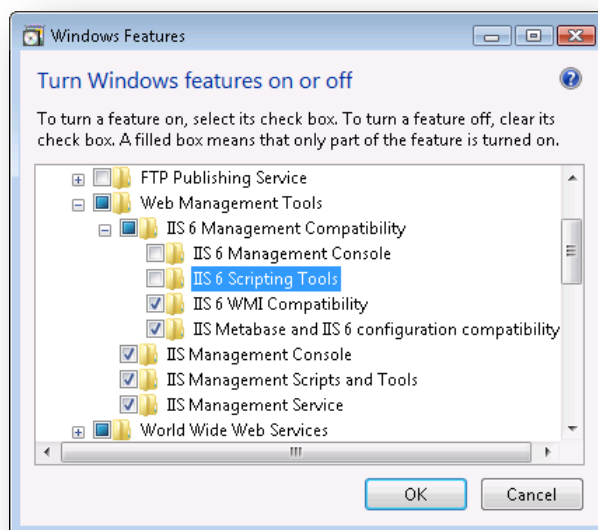 Windows Features
Turn Windows features on or off
To turn a feature on, select its check box. To turn a feature off, clear its
check box. A filled box means that only part of the feature is turned on.
FTP Publishing Service
Web Management Tools
IIS 6 Management Compatibility
IIS 6 Management Console
IIS 6 Scripting Tools
IIS 6 WMI Compatibility
IIS Metabase and IIS 6 configuration compatibility
IIS Management Console
IIS Management Scripts and Tools
IIS Management Service
World Wide Web Services
OK Cancel